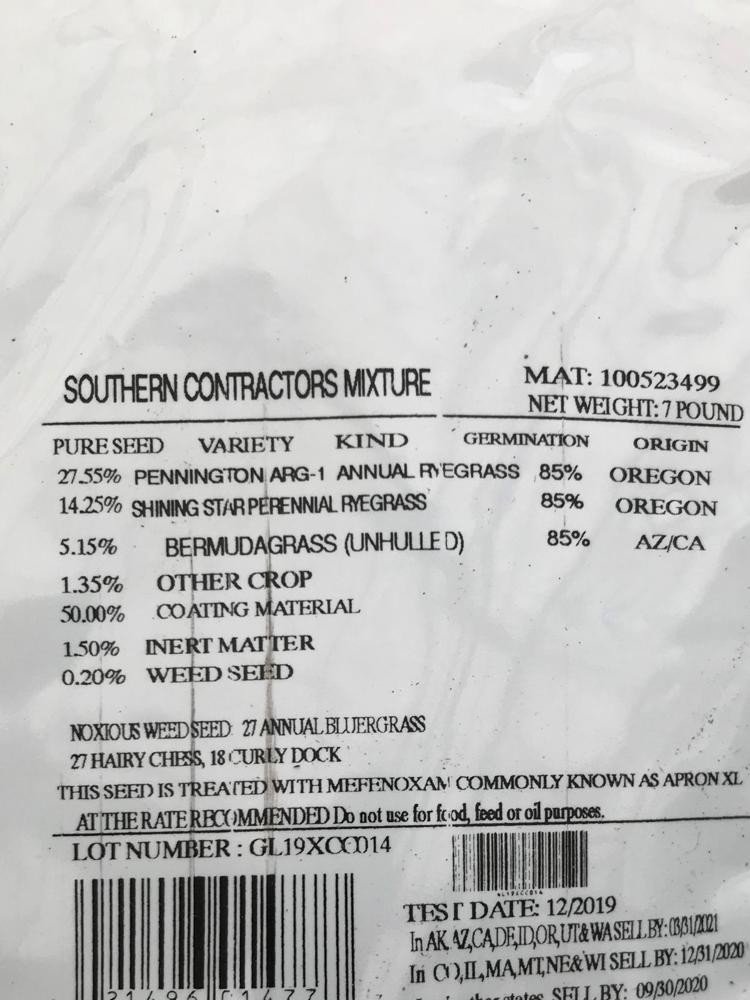 SOUTHERN CONTRACTORS MIXTURE MAT: 100523499
NET WEIGHT: 7 POUND
PURE SEED VARIETY KIND GERMINATION ORIGIN
27.55% PENNINGTON ARG-1 ANNUAL RYEGRASS 85% OREGON
14.25% SHINING STAR PERENNIAL RYEGRASS 85% OREGON
5.15% BERMUDAGRASS (UNHULLED) 85% AZ/CA
1.35% OTHER CROP
50.00% COATING MATERIAL
1.50% INERT MATTER
0.20% WEED SEED
NOXIOUS WEED SEED: 27 ANNUAL BLUERGRASS
27 HAIRY CHESS, 18 CURLY DOCK
THIS SEED IS TREATED WITH MEFENOXAM COMMONLY KNOWN AS APRON XL
AT THE RATE RECOMMENDED Do not use for food, feed or oil purposes.
LOT NUMBER : GL19XCC014
TEST DATE: 12/2019
In AK,AZ,CA,DE,ID,OR,UT&WA SELL BY: 03/31/2021
In CO,IL,MA,MT,NE&WI SELL BY: 12/31/2020
other states SELL BY: 09/30/2020